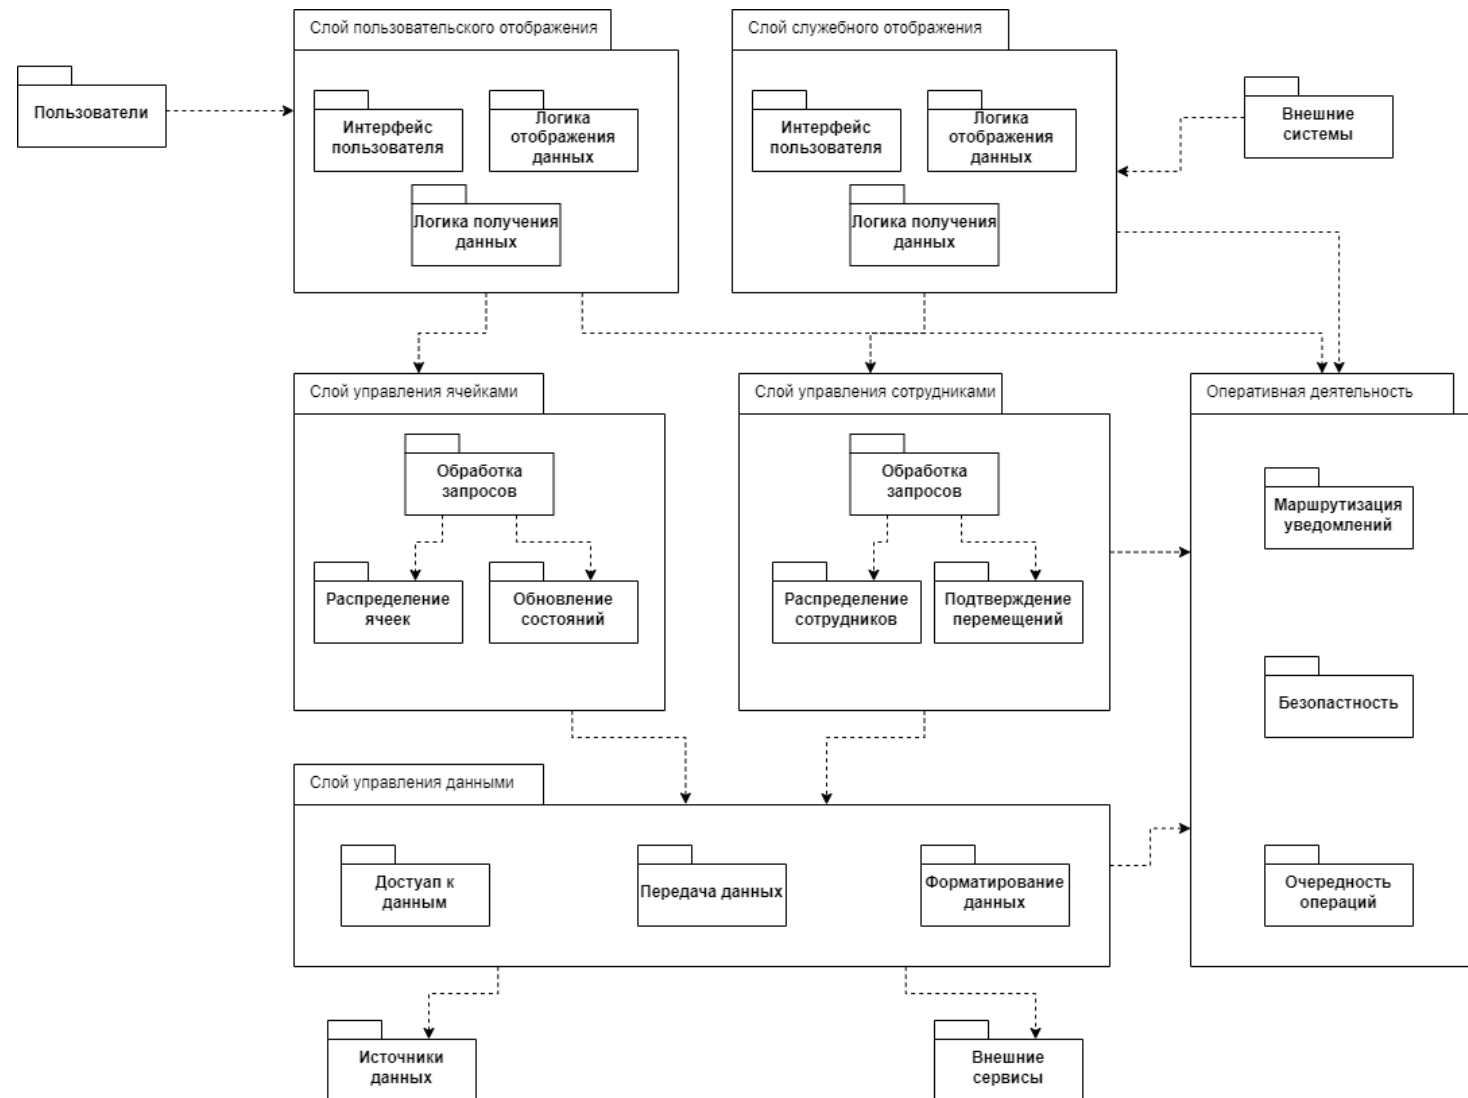 Слой пользовательского отображения
Слой служебного отображения
Пользователи
Интерфейс
пользователя
Логика
отображения
данных
Логика получения
данных
Интерфейс
пользователя
Логика
отображения
данных
Логика получения
данных
Внешние
системы
Слой управления ячейками
Слой управления сотрудниками
Оперативная деятельность
Обработка
запросов
Распределение
ячеек
Обновление
состояний
Обработка
запросов
Распределение
сотрудников
Подтверждение
перемещений
Маршрутизация
уведомлений
Безопастность
Очередность
операций
Слой управления данными
Достуап к
данным
Передача данных
Форматирование
данных
Источники
данных
Внешние
сервисы